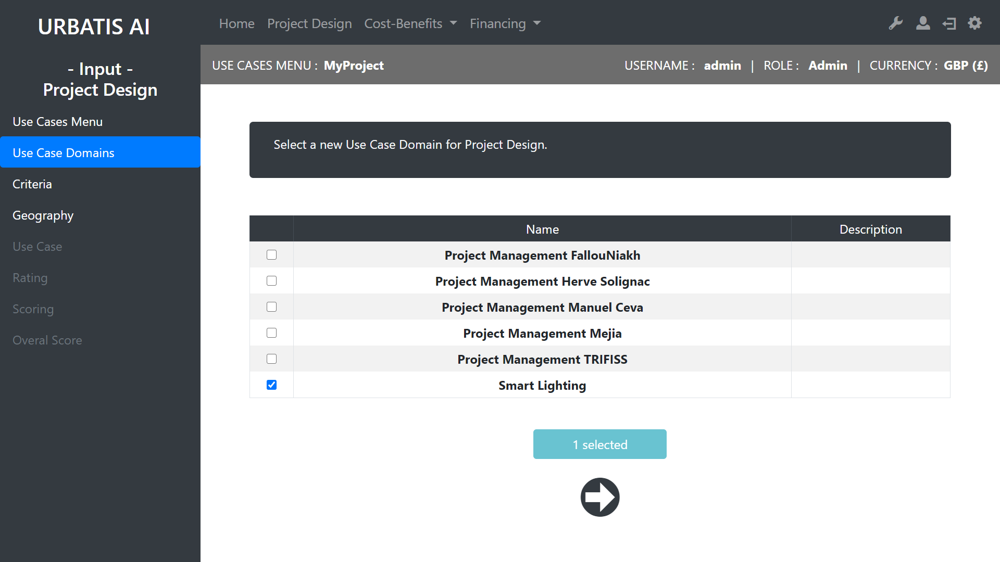 URBATIS AI
Home Project Design Cost-Benefits Financing
- Input -
Project Design
USE CASES MENU : MyProject
USERNAME : admin | ROLE : Admin | CURRENCY : GBP (£)
Use Cases Menu
Use Case Domains
Criteria
Geography
Use Case
Rating
Scoring
Overal Score
Select a new Use Case Domain for Project Design.
Name Description
Project Management FallouNiakh
Project Management Herve Solignac
Project Management Manuel Ceva
Project Management Mejia
Project Management TRIFISS
Smart Lighting
1 selected